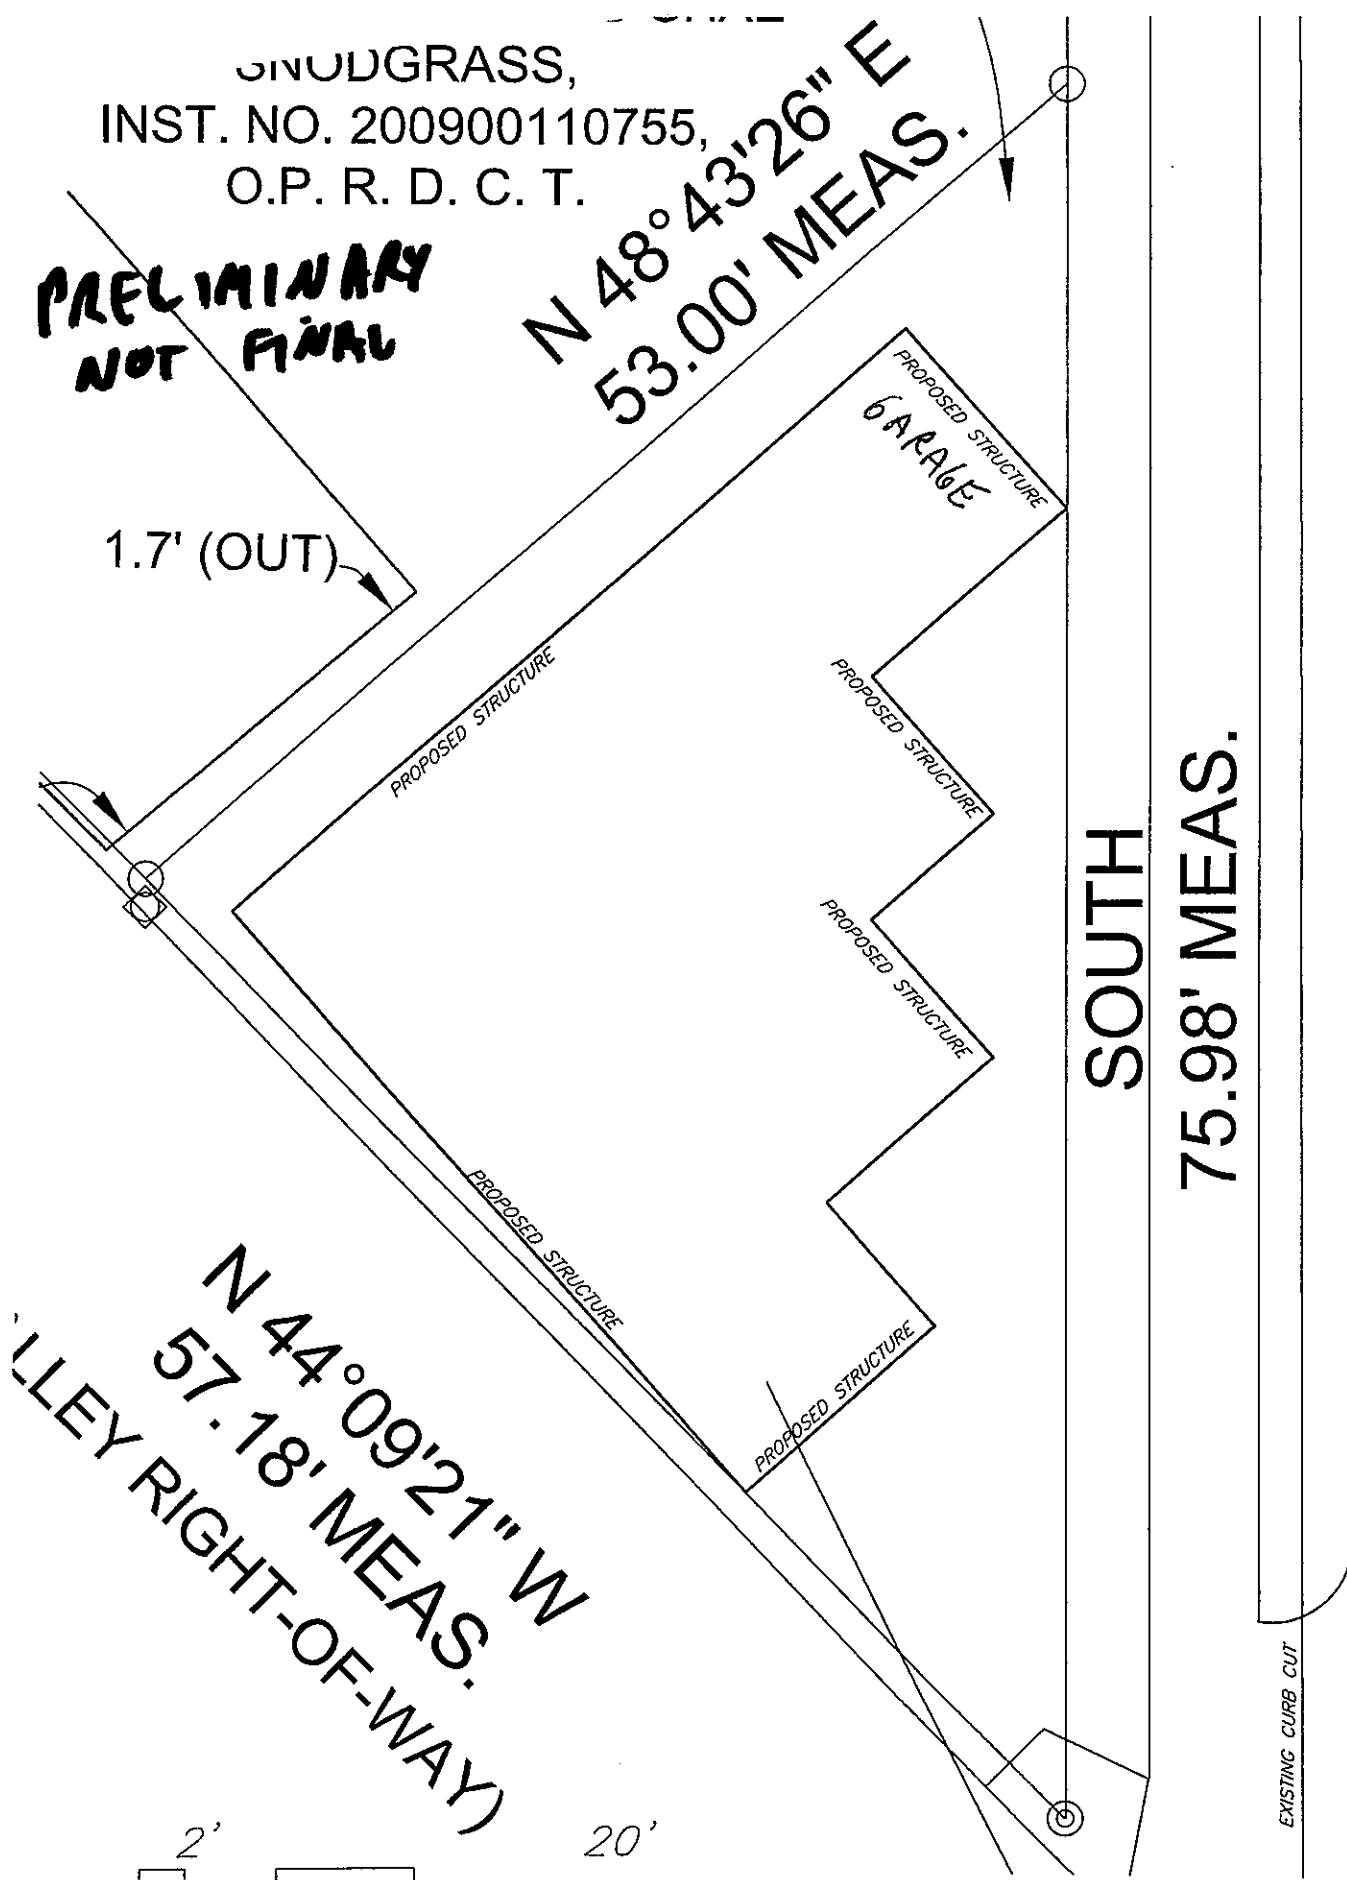 SNODGRASS,
INST. NO. 200900110755,
O.P. R. D. C. T.
PRELIMINARY
NOT FINAL
N 48°43'26" E
53.00' MEAS.
PROPOSED STRUCTURE
GARAGE
1.7' (OUT)
PROPOSED STRUCTURE
PROPOSED STRUCTURE
PROPOSED STRUCTURE
SOUTH
75.98' MEAS.
PROPOSED STRUCTURE
PROPOSED STRUCTURE
N 44°09'21" W
57.18' MEAS.
LLEY RIGHT-OF-WAY)
EXISTING CURB CUT
2'
20'